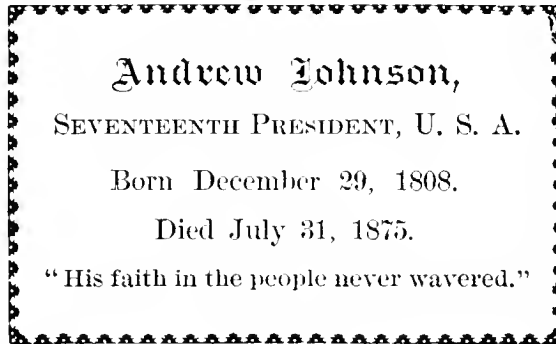 Andrew Johnson,
SEVENTEENTH PRESIDENT, U. S. A.
Born December 29, 1808.
Died July 31, 1875.
"His faith in the people never wavered."